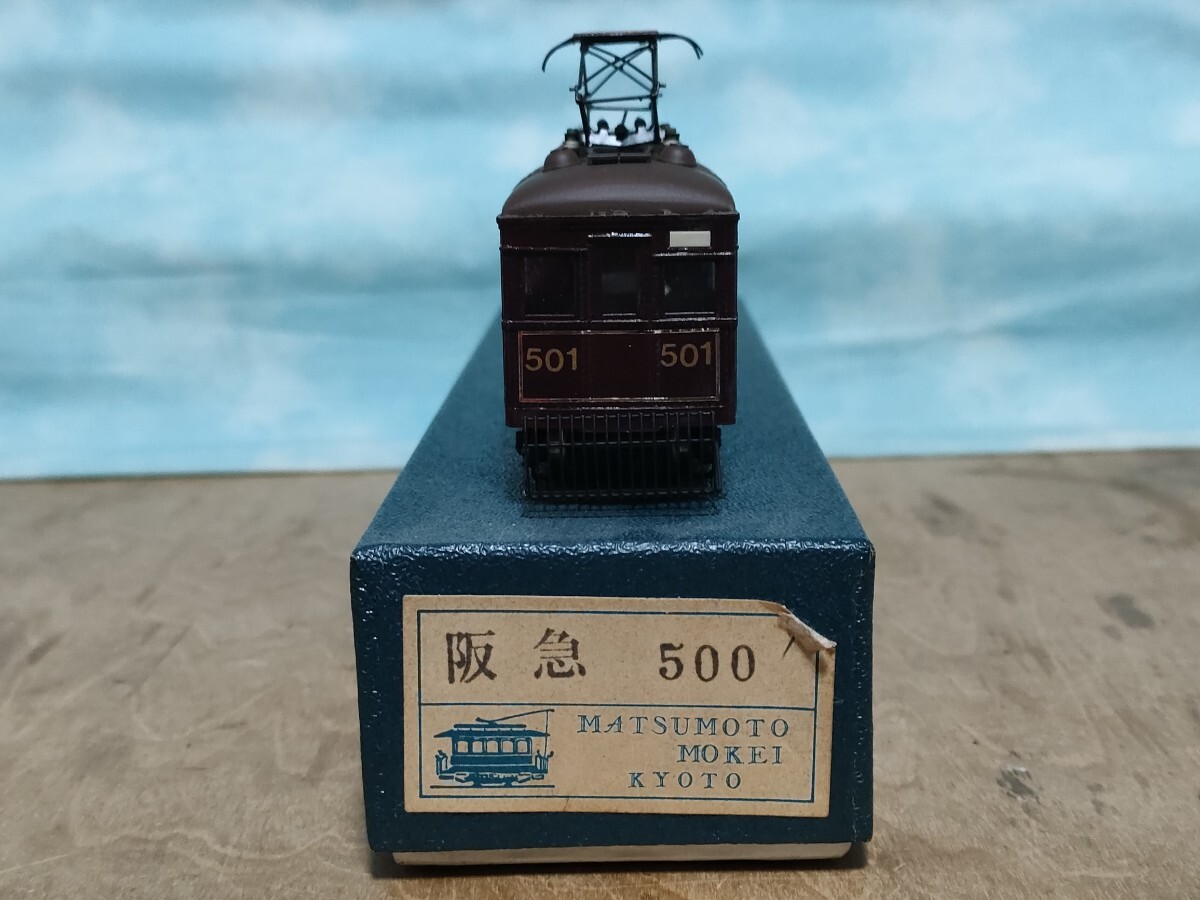 501 501
阪急 500
MATSUMOTO
MOKEI
KYOTO